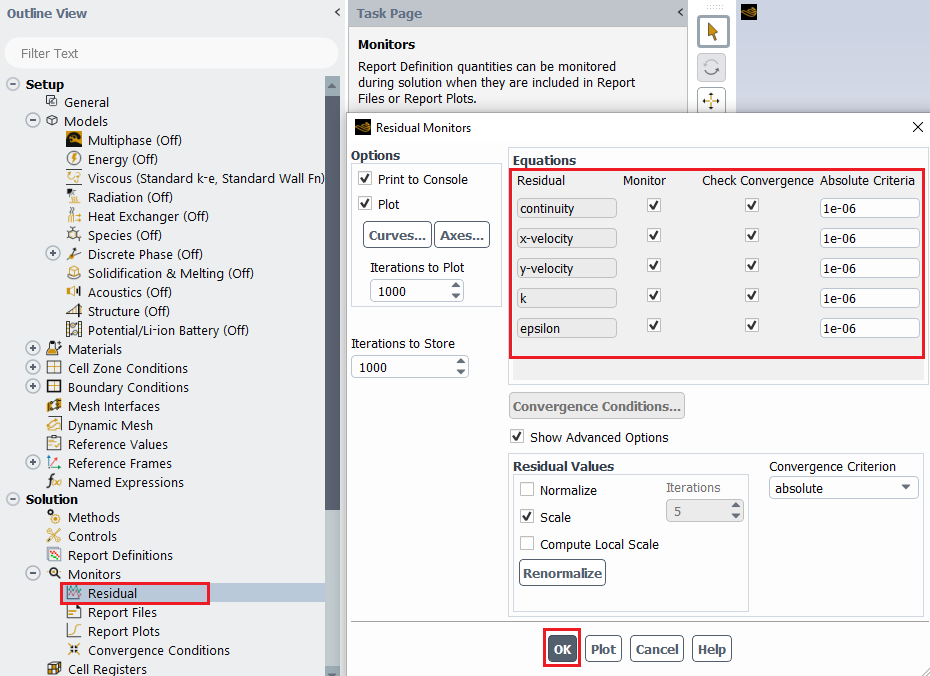 Outline View
Filter Text
Setup
General
Models
Multiphase (Off)
Energy (Off)
Viscous (Standard k-e, Standard Wall Fn)
Radiation (Off)
Heat Exchanger (Off)
Species (Off)
Discrete Phase (Off)
Solidification & Melting (Off)
Acoustics (Off)
Structure (Off)
Potential/Li-ion Battery (Off)
Materials
Cell Zone Conditions
Boundary Conditions
Mesh Interfaces
Dynamic Mesh
Reference Values
Reference Frames
Named Expressions
Solution
Methods
Controls
Report Definitions
Monitors
Residual
Report Files
Report Plots
Convergence Conditions
Cell Registers
Task Page
Monitors
Report Definition quantities can be monitored
during solution when they are included in Report
Files or Report Plots.
Residual Monitors
Options
Print to Console
Plot
Curves... Axes...
Iterations to Plot
1000
Iterations to Store
1000
Equations
Residual Monitor Check Convergence Absolute Criteria
continuity 1e-06
x-velocity 1e-06
y-velocity 1e-06
k 1e-06
epsilon 1e-06
Convergence Conditions...
Show Advanced Options
Residual Values
Normalize
Iterations
5
Scale
Compute Local Scale
Renormalize
Convergence Criterion
absolute
OK Plot Cancel Help